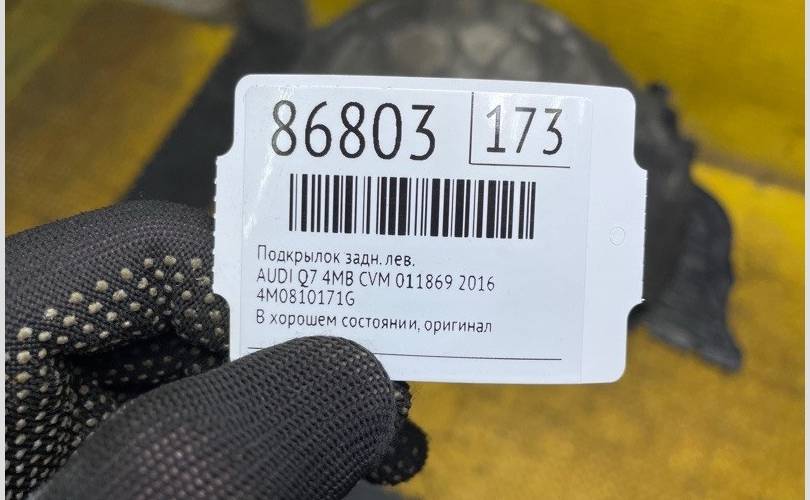 86803 173
Подкрылок задн. лев.
AUDI Q7 4MB CVM 011869 2016
4M0810171G
В хорошем состоянии, оригинал